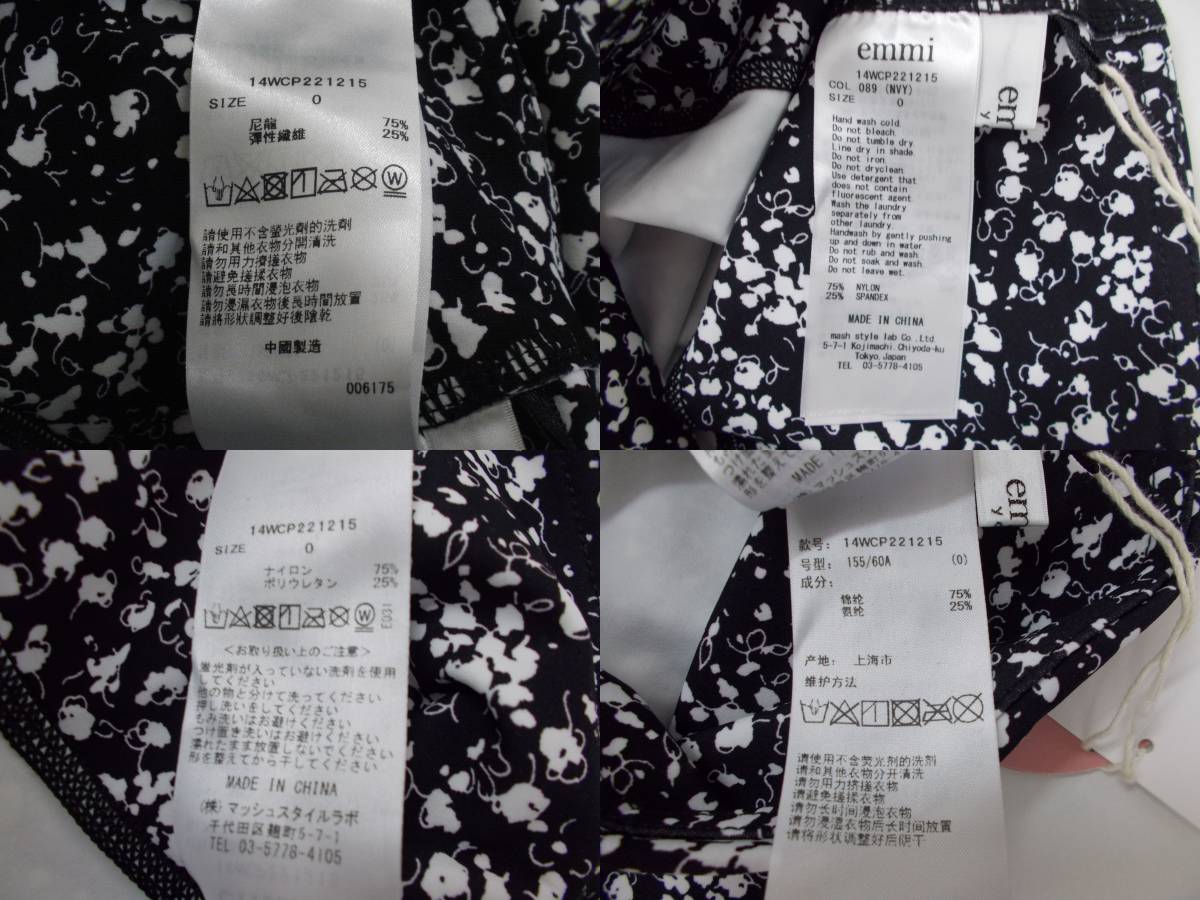 14WCP221215
SIZE 0
尼龍 75%
彈性纖維 25%
W
請使用不含螢光劑的洗劑
請和其他衣物分開清洗
請勿用力擠搓衣物
請避免搓揉衣物
請勿長時間浸泡衣物
請勿浸濕衣物後長時間放置
請將形狀調整好後陰乾
中國製造
006175
emmi
14WCP221215
COL 089 (NVY)
SIZE 0
Hand wash cold
Do not bleach
Do not tumble dry
Line dry in shade
Do not iron
Do not dryclean
Use detergent that
does not contain
fluorescent agent
Wash the laundry
separately from
other laundry.
Handwash by gently pushing
up and down in water.
Do not rub and wash
Do not soak and wash.
Do not leave wet.
75% NYLON
25% SPANDEX
MADE IN CHINA
mash style lab Co.,Ltd.
5-7-1 Kojimachi,Chiyoda-ku
Tokyo,Japan
TEL 03-5778-4105
em
y
14WCP221215
SIZE 0
ナイロン 75%
ポリウレタン 25%
W
E031
<お取り扱い上のご注意>
蛍光剤が入っていない洗剤を使用
してください
他の物と分けて洗ってください
押し洗いをしてください
もみ洗いはお避けください
つけ置き洗いはお避けください
濡れたまま放置しないでください
形を整えてから干してください。
MADE IN CHINA
(株)マッシュスタイルラボ
千代田区麹町5-7-1
TEL 03-5778-4105
MADE I
em
y
款号: 14WCP221215
号型: 155/60A (0)
成分:
锦纶 75%
氨纶 25%
产地: 上海市
维护方法
请使用不含荧光剂的洗剂
请和其他衣物分开清洗
请勿用力挤搓衣物
请避免搓揉衣物
请勿长时间浸泡衣物
请勿浸湿衣物后长时间放置
请将形状调整好后阴干